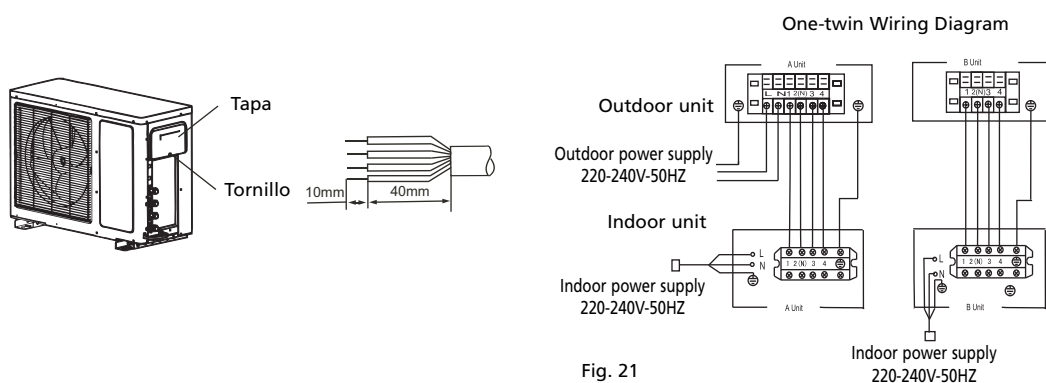 One-twin Wiring Diagram
Tapa
Tornillo
10mm
40mm
A Unit
L N 1 2(N) 3 4
B Unit
1 2(N) 3 4
Outdoor unit
Outdoor power supply
220-240V-50HZ
Indoor unit
L
N
1 2(N) 3 4
A Unit
Indoor power supply
220-240V-50HZ
L
N
1 2(N) 3 4
B Unit
Indoor power supply
220-240V-50HZ
Fig. 21